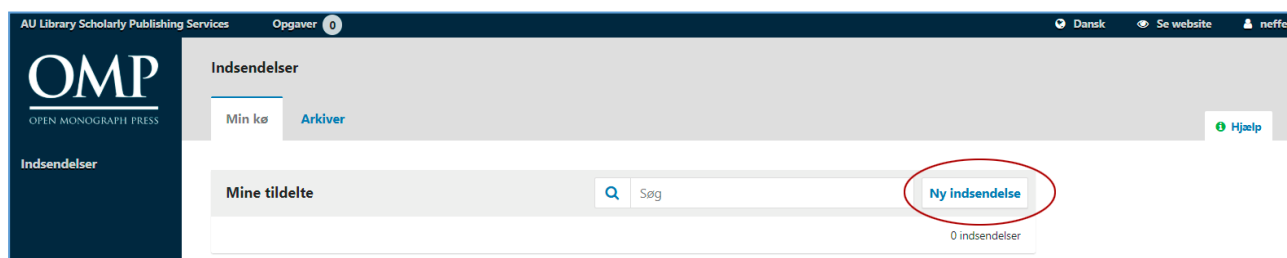 AU Library Scholarly Publishing Services Opgaver 0 Dansk Se website neffe
OMP
OPEN MONOGRAPH PRESS
Indsendelser
Indsendelser
Min kø Arkiver
Hjælp
Mine tildelte Søg Ny indsendelse
0 indsendelser